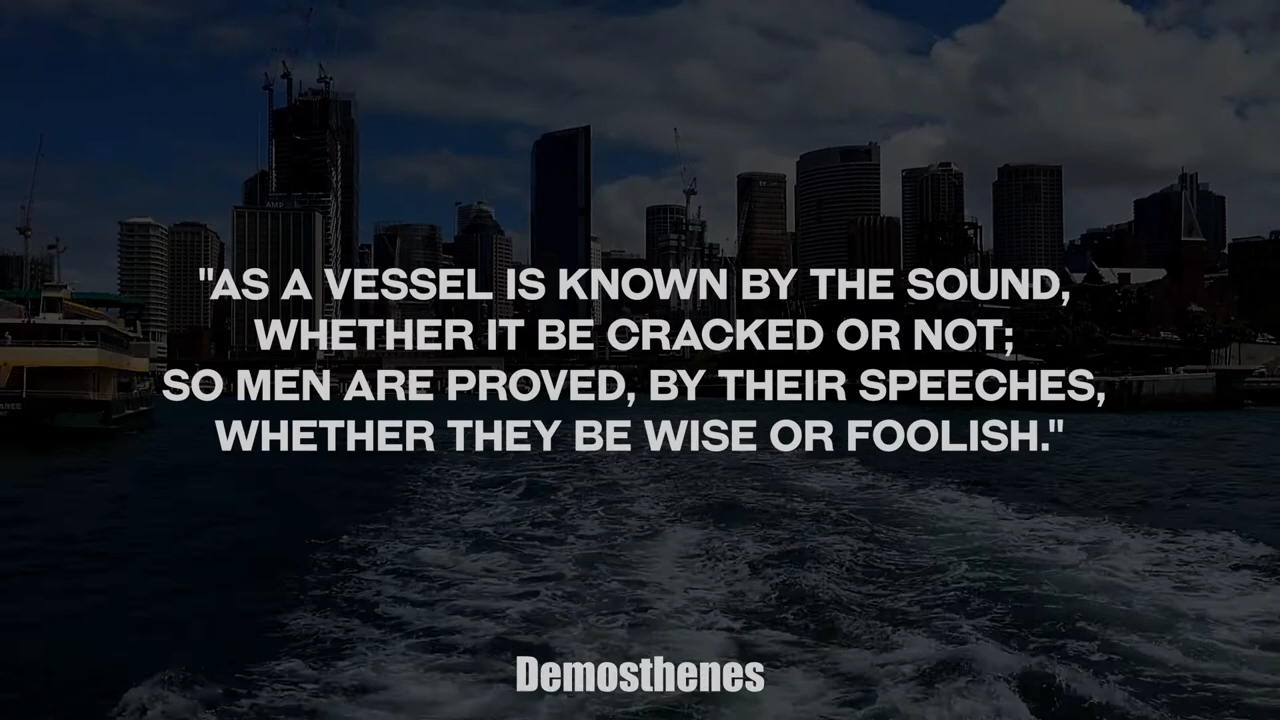 AMP
"AS A VESSEL IS KNOWN BY THE SOUND,
WHETHER IT BE CRACKED OR NOT;
SO MEN ARE PROVED, BY THEIR SPEECHES,
WHETHER THEY BE WISE OR FOOLISH."
Demosthenes